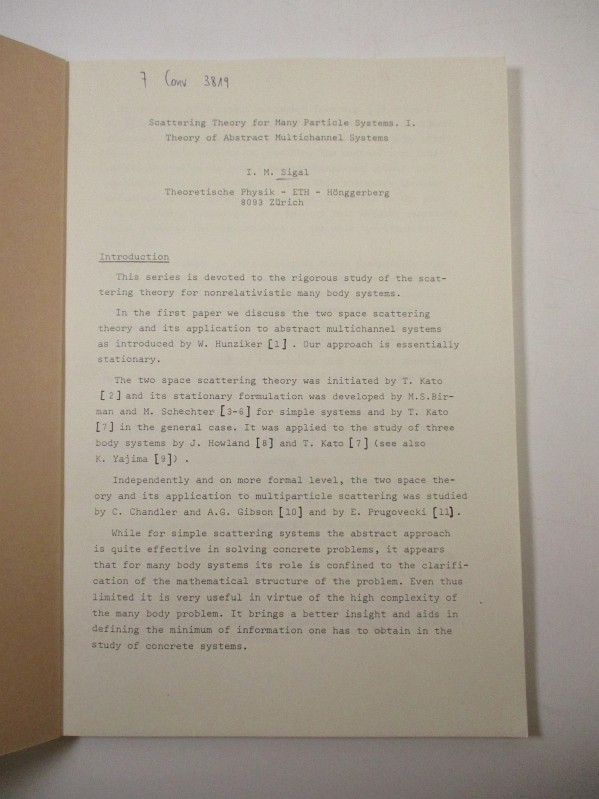 7 Conv 3819
Scattering Theory for Many Particle Systems. I.
Theory of Abstract Multichannel Systems
I. M. Sigal
Theoretische Physik - ETH - Hönggerberg
8093 Zürich
Introduction
This series is devoted to the rigorous study of the scat-
tering theory for nonrelativistic many body systems.
In the first paper we discuss the two space scattering
theory and its application to abstract multichannel systems
as introduced by W. Hunziker [1] . Our approach is essentially
stationary.
The two space scattering theory was initiated by T. Kato
[2] and its stationary formulation was developed by M.S.Bir-
man and M. Schechter [3-6] for simple systems and by T. Kato
[7] in the general case. It was applied to the study of three
body systems by J. Howland [8] and T. Kato [7] (see also
K. Yajima [9]) .
Independently and on more formal level, the two space the-
ory and its application to multiparticle scattering was studied
by C. Chandler and A.G. Gibson [10] and by E. Prugovecki [11].
While for simple scattering systems the abstract approach
is quite effective in solving concrete problems, it appears
that for many body systems its role is confined to the clarifi-
cation of the mathematical structure of the problem. Even thus
limited it is very useful in virtue of the high complexity of
the many body problem. It brings a better insight and aids in
defining the minimum of information one has to obtain in the
study of concrete systems.